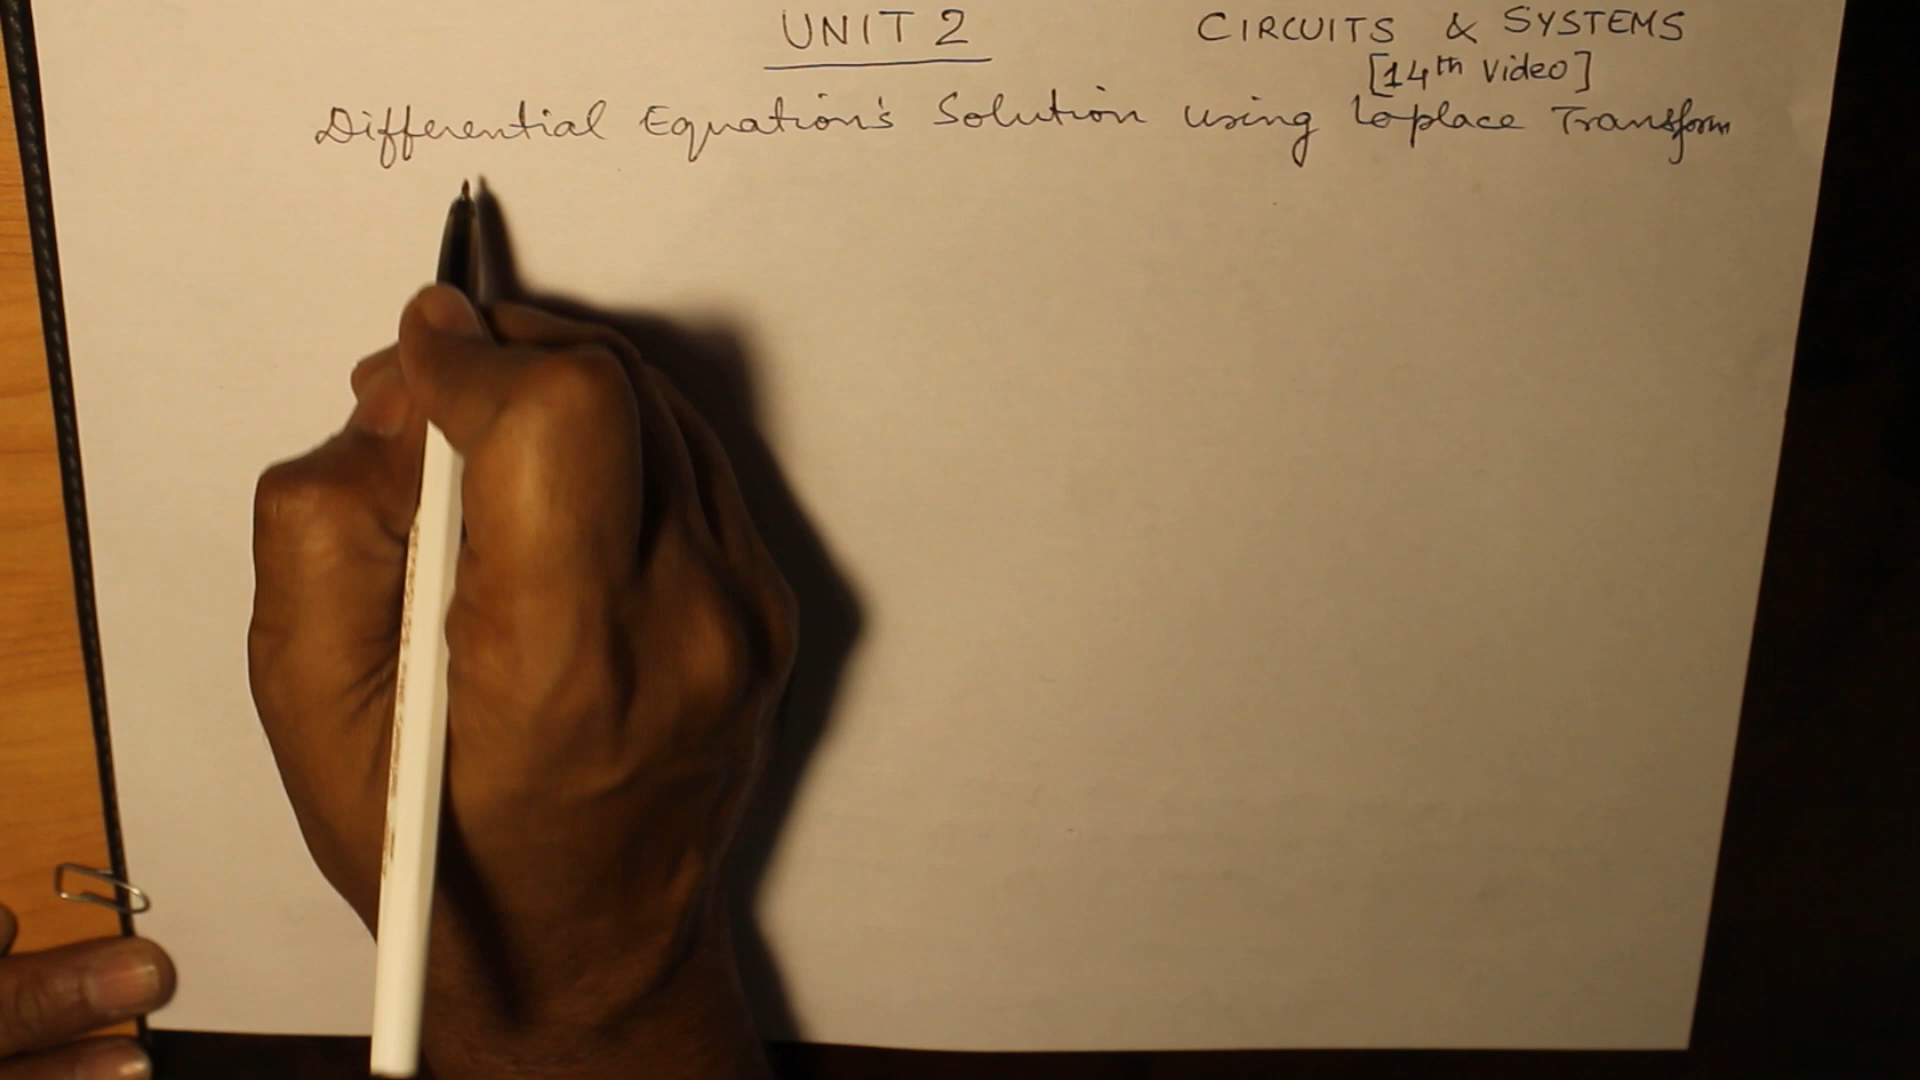 UNIT 2
CIRCUITS & SYSTEMS
[14th Video]
Differential Equation's Solution using Laplace Transform